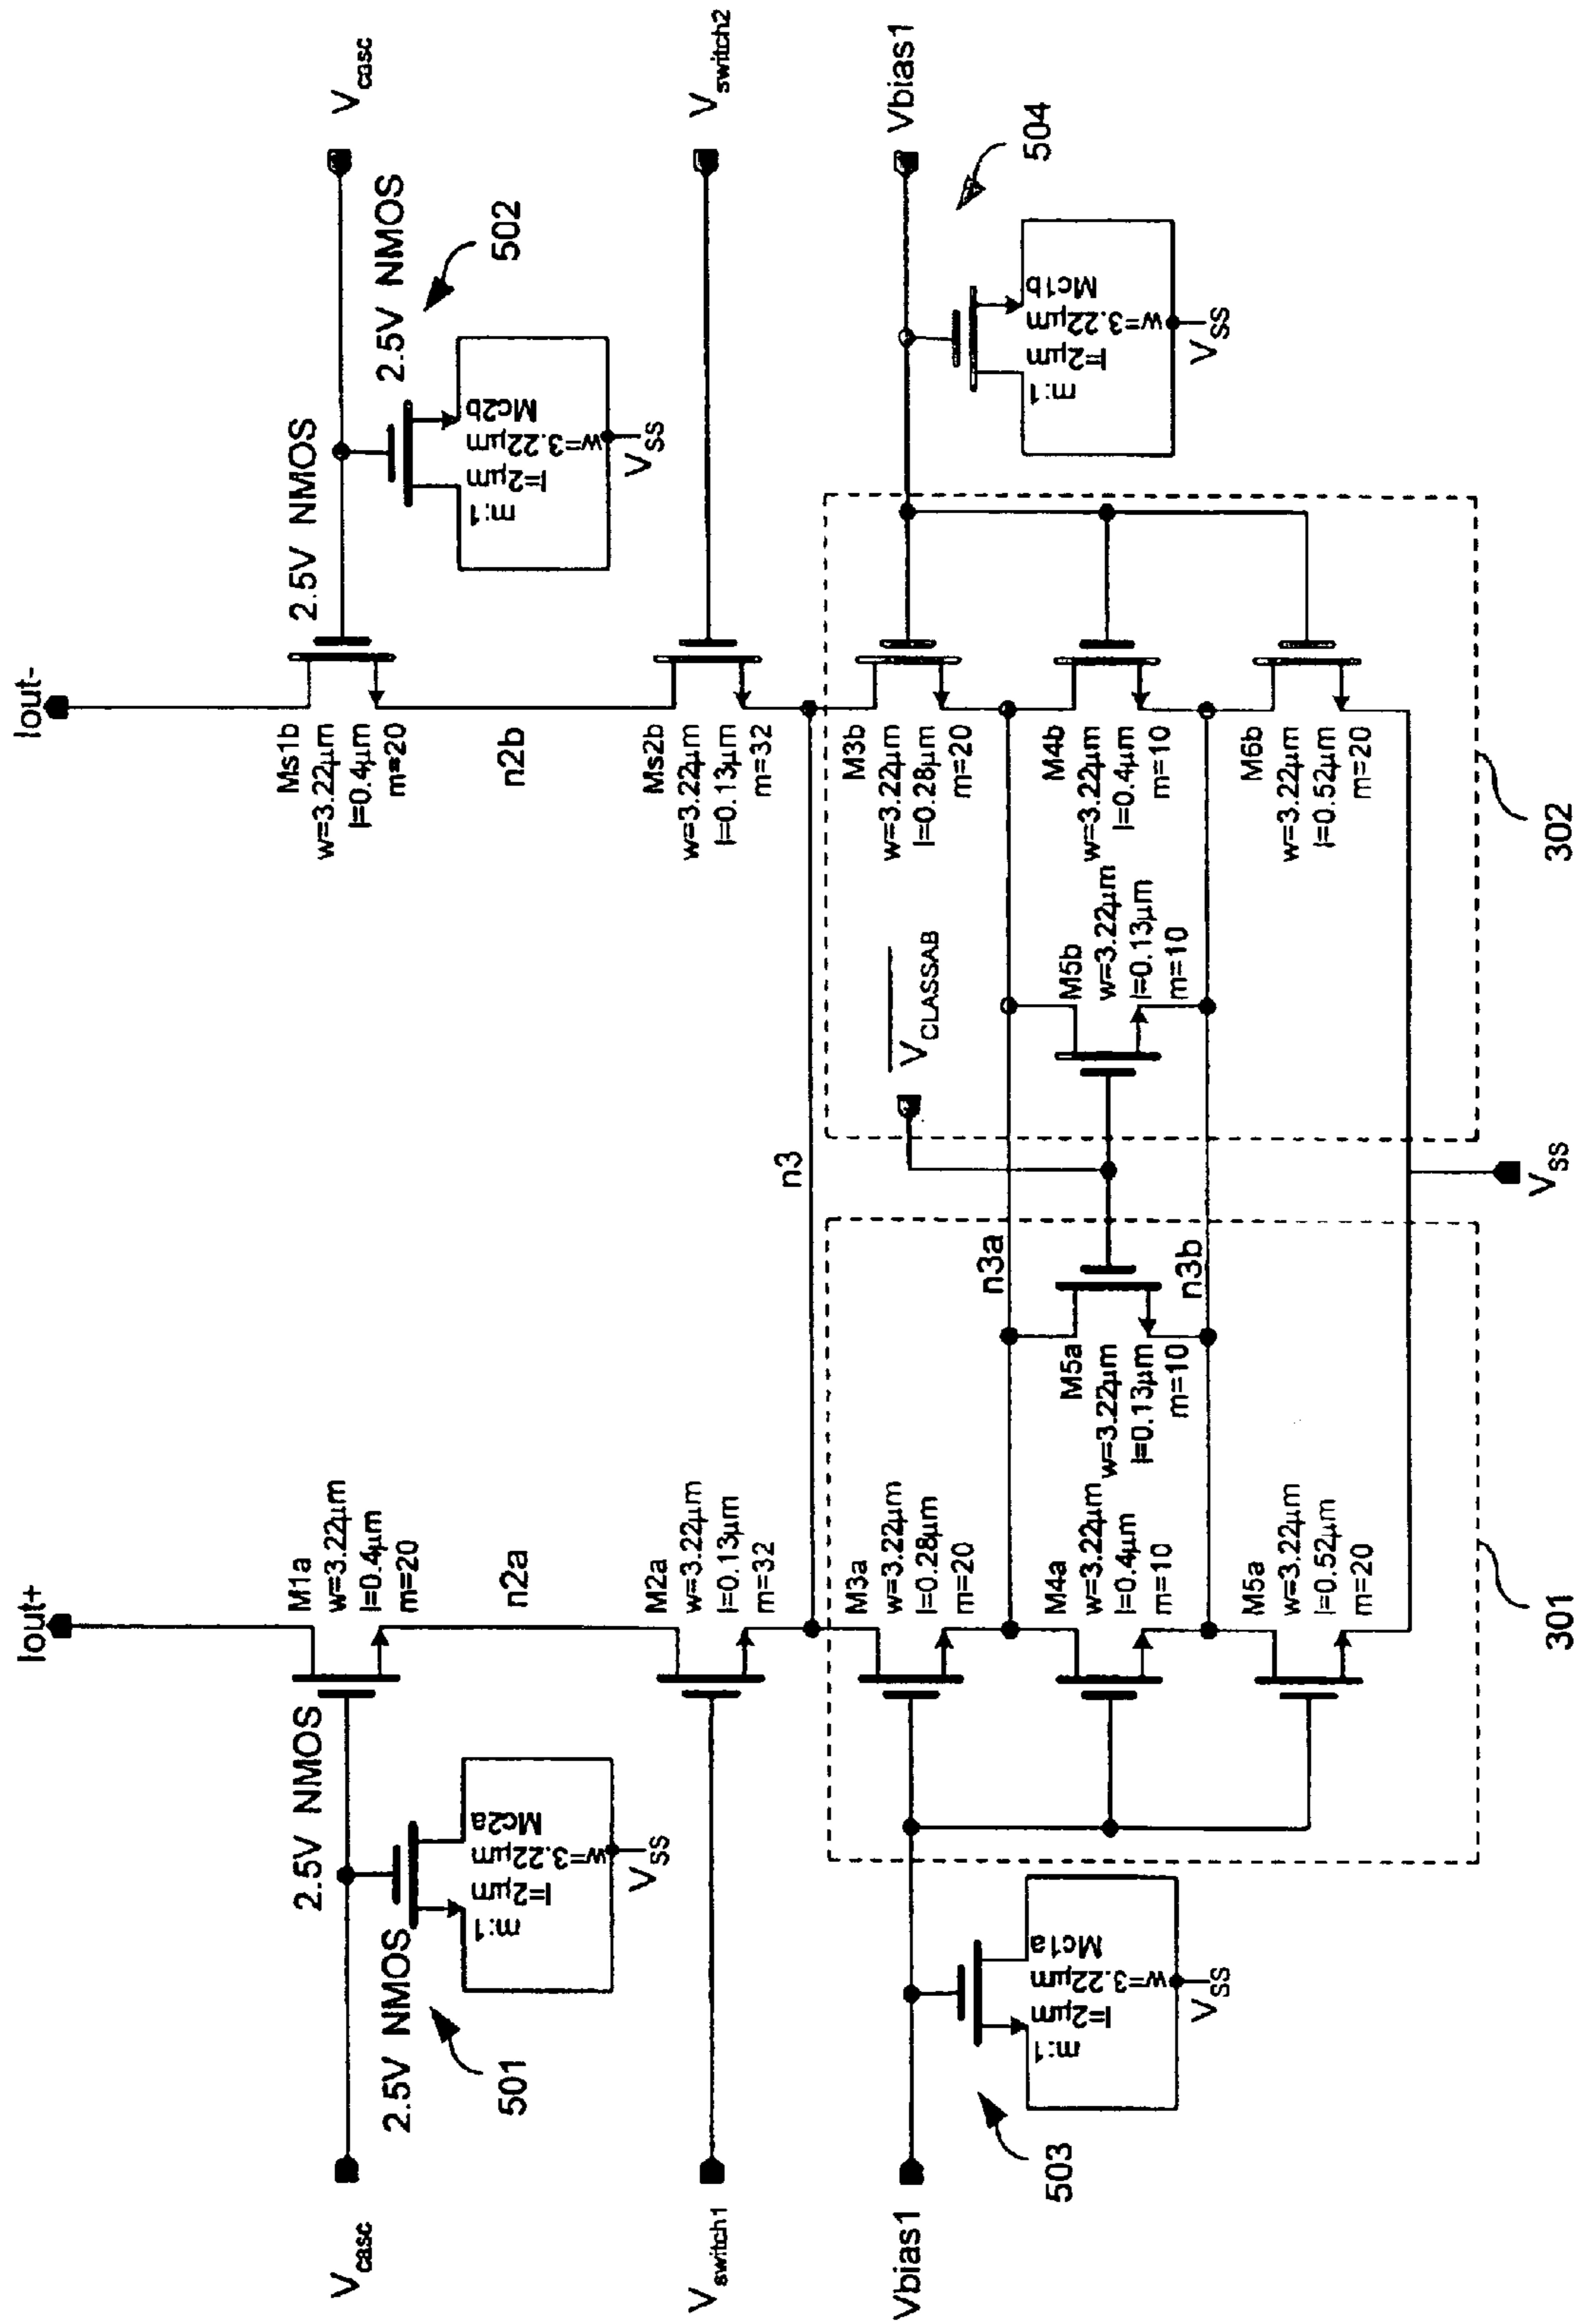 Iout+
Iout-
2.5V NMOS
M1a
w=3.22µm
l=0.4µm
m=20
Ms1b
w=3.22µm
l=0.4µm
m=20
2.5V NMOS
Vcasc
Vcasc
2.5V NMOS
Mc2a
w=3.22µm
l=2µm
m:1
VSS
501
2.5V NMOS
Mc2b
w=3.22µm
l=2µm
m:1
VSS
502
n2a
n2b
Vswitch1
M2a
w=3.22µm
l=0.13µm
m=32
Ms2b
w=3.22µm
l=0.13µm
m=32
Vswitch2
n3
Vbias1
M3a
w=3.22µm
l=0.28µm
m=20
VCLASSAB
M3b
w=3.22µm
l=0.28µm
m=20
Vbias1
503
Mc1a
w=3.22µm
l=2µm
m:1
VSS
504
Mc1b
w=3.22µm
l=2µm
m:1
VSS
n3a
M4a
w=3.22µm
l=0.4µm
m=10
M5a
w=3.22µm
l=0.13µm
m=10
M5b
w=3.22µm
l=0.13µm
m=10
M4b
w=3.22µm
l=0.4µm
m=10
n3b
M5a
w=3.22µm
l=0.52µm
m=20
M6b
w=3.22µm
l=0.52µm
m=20
VSS
301
302